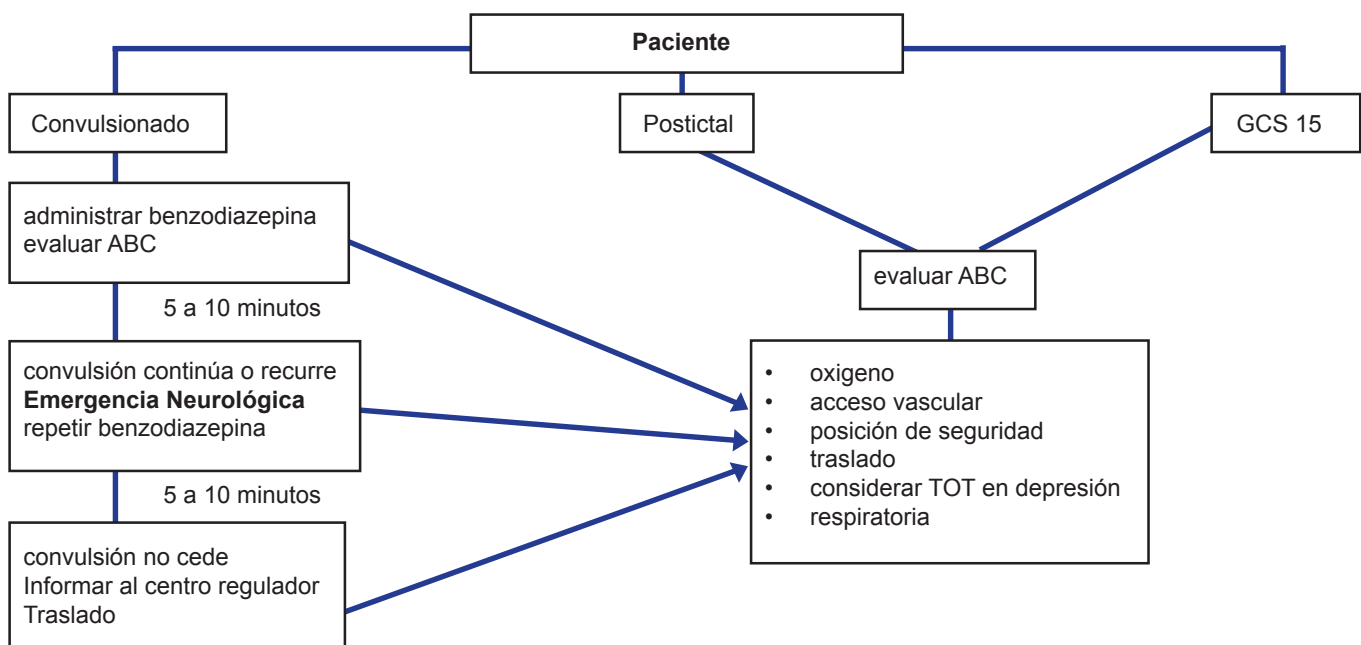 Paciente
Convulsionado
Postictal
GCS 15
administrar benzodiazepina
evaluar ABC
5 a 10 minutos
convulsión continúa o recurre
Emergencia Neurológica
repetir benzodiazepina
5 a 10 minutos
convulsión no cede
Informar al centro regulador
Traslado
evaluar ABC
• oxigeno
• acceso vascular
• posición de seguridad
• traslado
• considerar TOT en depresión
• respiratoria